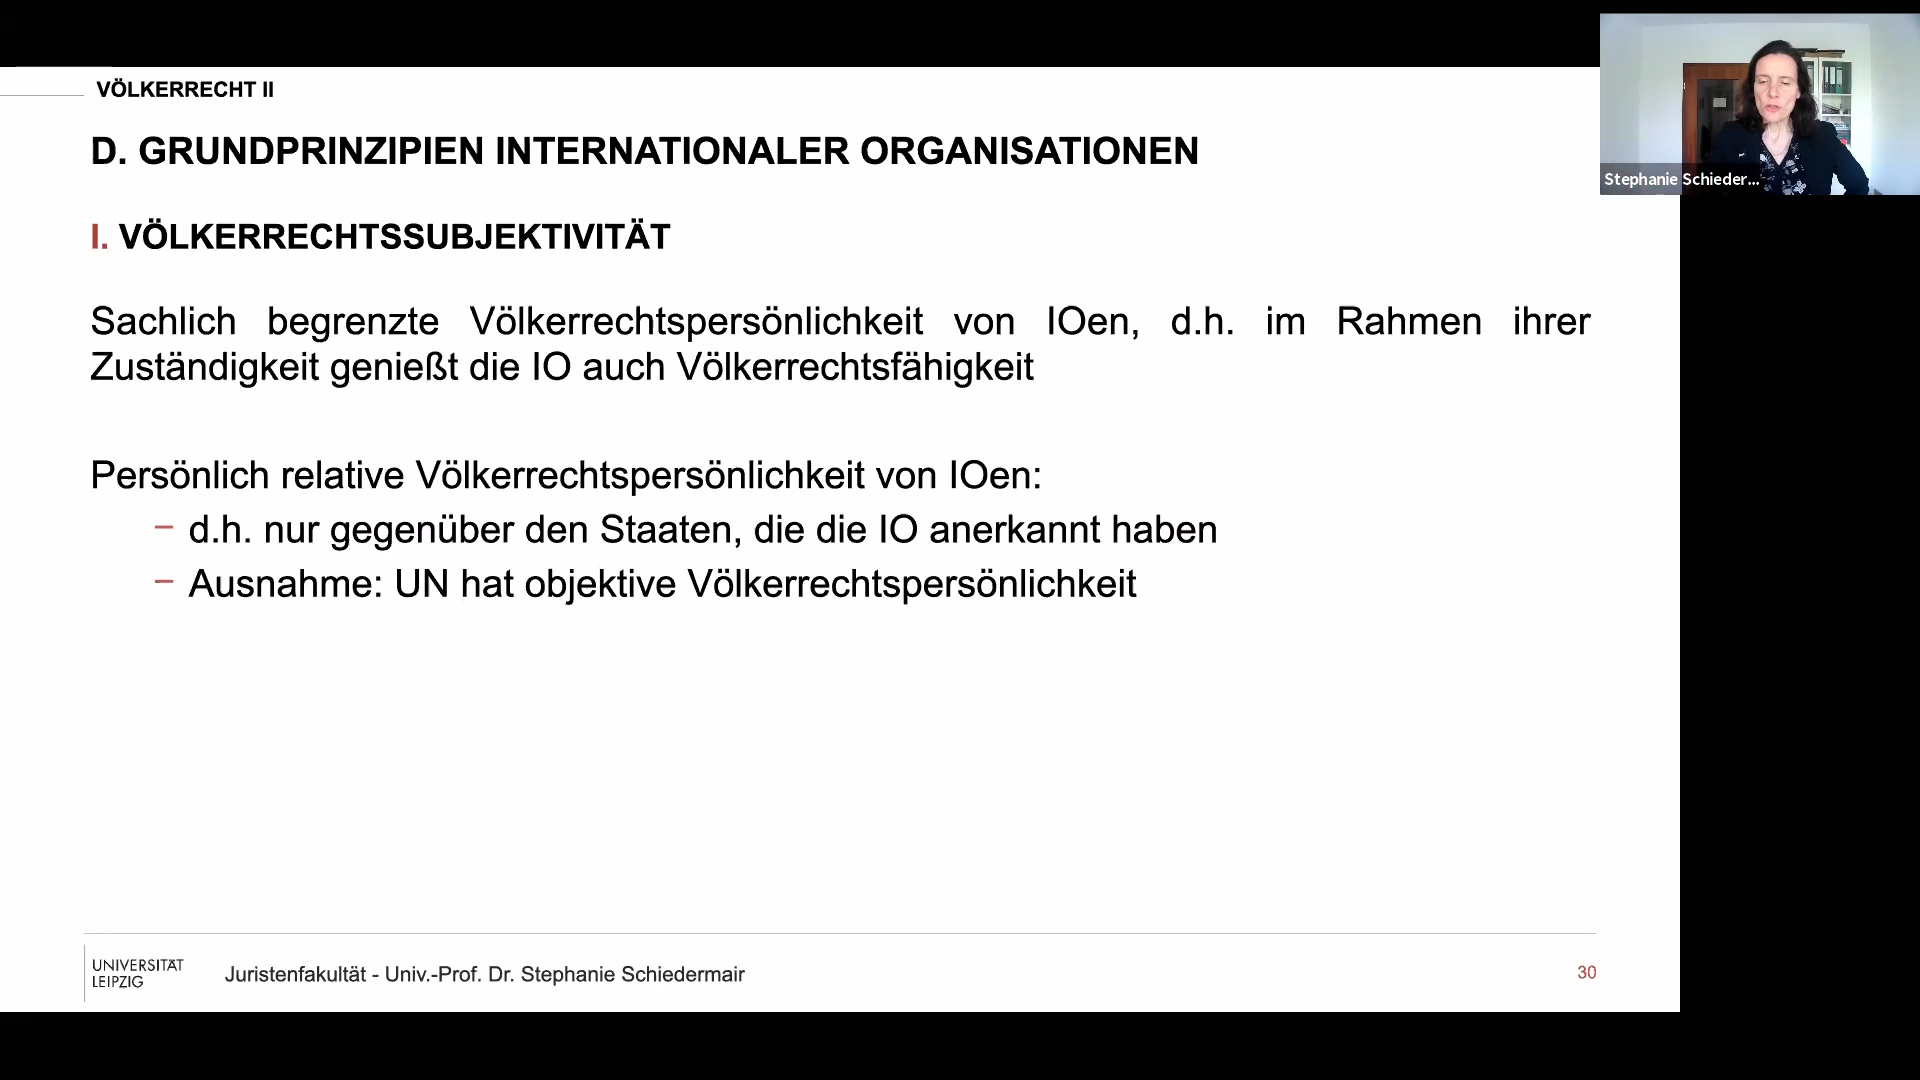 VÖLKERRECHT II
D. GRUNDPRINZIPIEN INTERNATIONALER ORGANISATIONEN
I. VÖLKERRECHTSSUBJEKTIVITÄT
Sachlich begrenzte Völkerrechtspersönlichkeit von IOen, d.h. im Rahmen ihrer
Zuständigkeit genießt die IO auch Völkerrechtsfähigkeit
Persönlich relative Völkerrechtspersönlichkeit von IOen:
– d.h. nur gegenüber den Staaten, die die IO anerkannt haben
– Ausnahme: UN hat objektive Völkerrechtspersönlichkeit
UNIVERSITÄT
LEIPZIG
Juristenfakultät - Univ.-Prof. Dr. Stephanie Schiedermair
30
Stephanie Schieder...